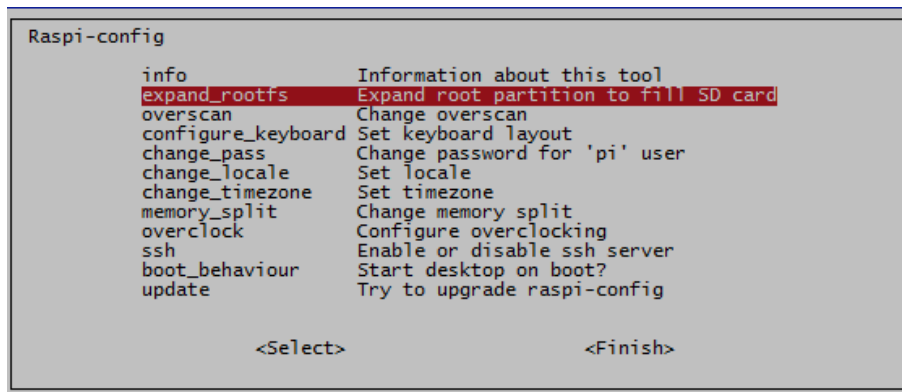 Raspi-config
info Information about this tool
expand_rootfs Expand root partition to fill SD card
overscan Change overscan
configure_keyboard Set keyboard layout
change_pass Change password for 'pi' user
change_locale Set locale
change_timezone Set timezone
memory_split Change memory split
overclock Configure overclocking
ssh Enable or disable ssh server
boot_behaviour Start desktop on boot?
update Try to upgrade raspi-config
<Select> <Finish>